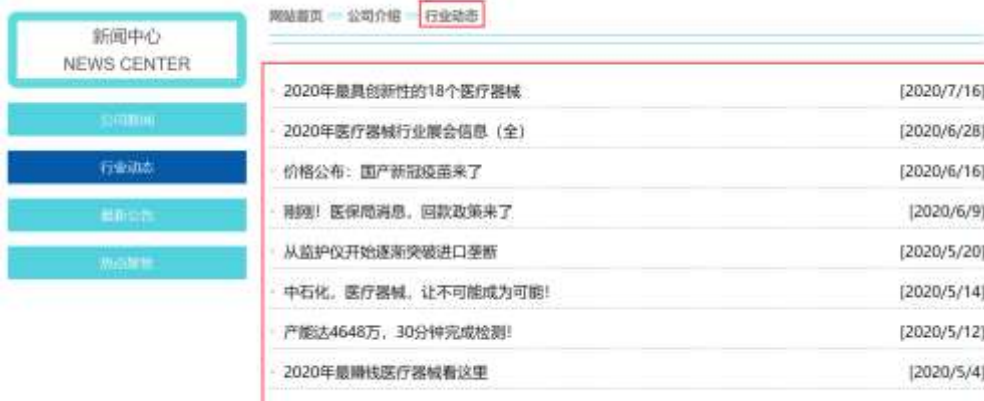 网站首页 公司介绍 行业动态
新闻中心
NEWS CENTER
公司新闻
行业动态
最新公告
2020年最具创新性的18个医疗器械 [2020/7/16]
2020年医疗器械行业展会信息（全） [2020/6/28]
价格公布：国产新冠疫苗来了 [2020/6/16]
刚刚！医保局消息，回款政策来了 [2020/6/9]
从监护仪开始逐渐突破进口垄断 [2020/5/20]
中石化，医疗器械，让不可能成为可能！ [2020/5/14]
产能达4648万，30分钟完成检测！ [2020/5/12]
2020年最赚钱医疗器械看这里 [2020/5/4]